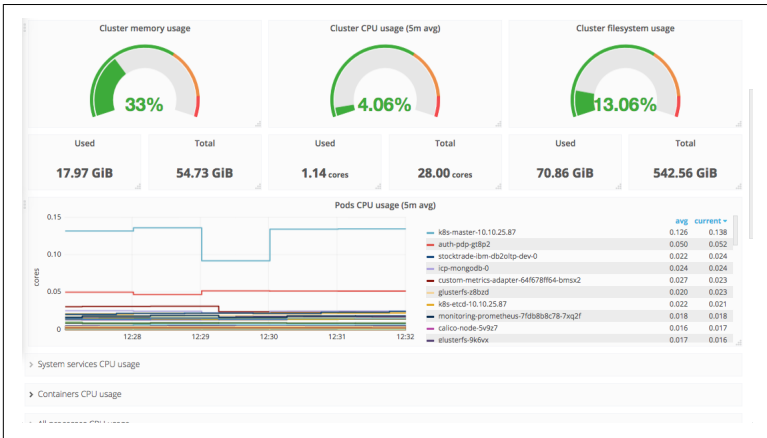 Cluster memory usage
Cluster CPU usage (5m avg)
Cluster filesystem usage
33%
4.06%
13.06%
Used
Total
Used
Total
Used
Total
17.97 GiB
54.73 GiB
1.14 cores
28.00 cores
70.86 GiB
542.56 GiB
Pods CPU usage (5m avg)
cores
0.15
0.10
0.05
0
12:28
12:29
12:30
12:31
12:32
avg current
k8s-master-10.10.25.87 0.126 0.138
auth-pdp-gt8p2 0.050 0.052
stocktrade-ibm-db2oltp-dev-0 0.022 0.024
icp-mongodb-0 0.024 0.024
custom-metrics-adapter-64f678ff64-bmsx2 0.027 0.023
glusterfs-z8bzd 0.020 0.023
k8s-etcd-10.10.25.87 0.022 0.021
monitoring-prometheus-7fdb8b8c78-7xq2f 0.018 0.018
calico-node-5v9z7 0.016 0.017
glusterfs-9k6vx 0.017 0.016
System services CPU usage
Containers CPU usage
All processes CPU usage